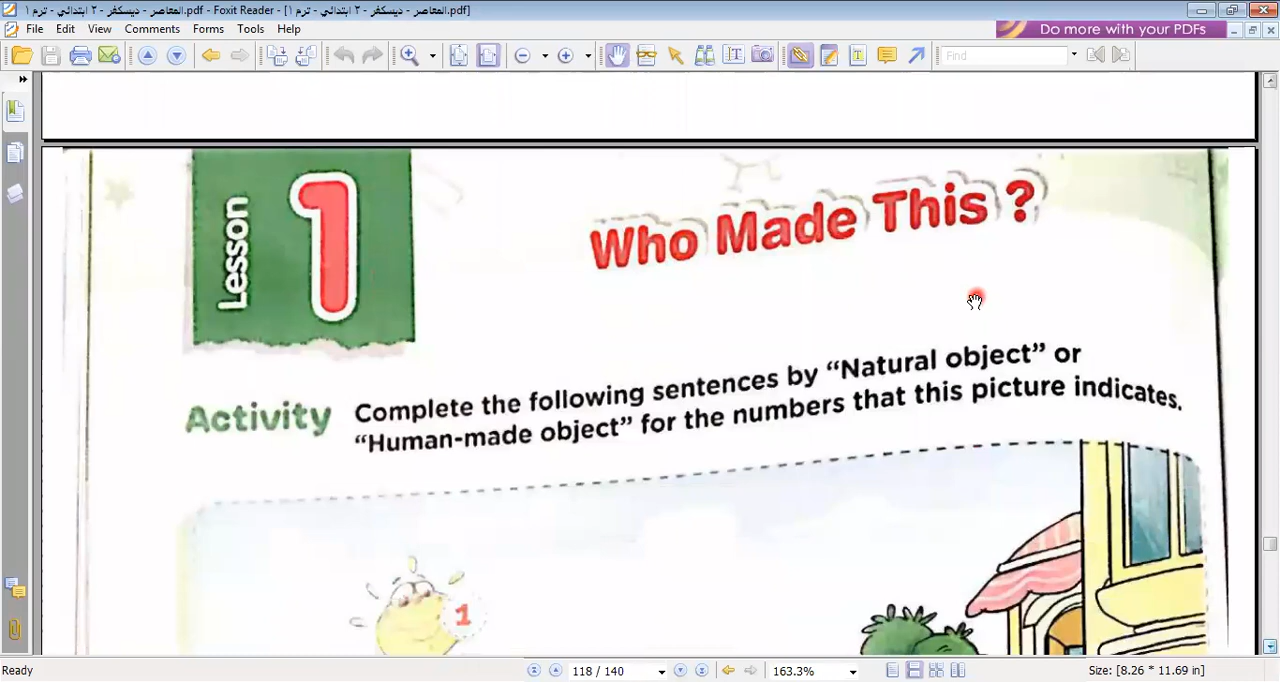 المعاصر - ديسكفر - ٢ ابتدائي - ترم ١.pdf - Foxit Reader - [المعاصر - ديسكفر - ٢ ابتدائي - ترم ١.pdf]
File Edit View Comments Forms Tools Help
Do more with your PDFs
Find
Lesson 1
Who Made This ?
Activity Complete the following sentences by “Natural object” or
“Human-made object” for the numbers that this picture indicates.
1
Ready
118 / 140
163.3%
Size: [8.26 * 11.69 in]